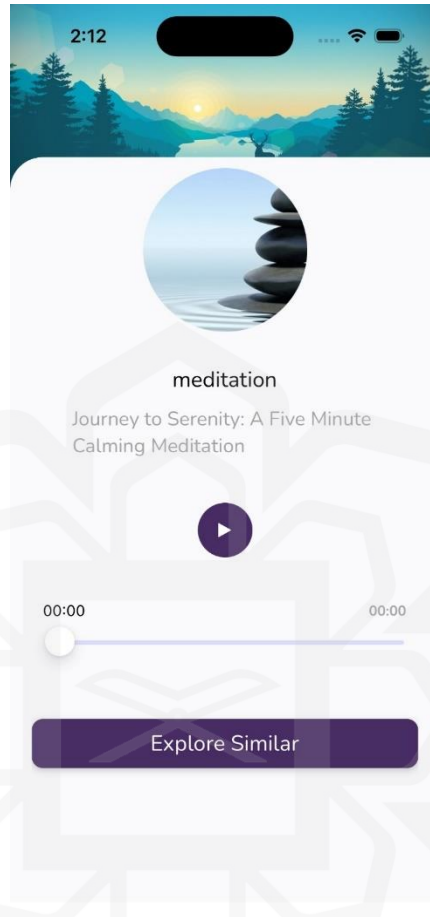 2:12
meditation
Journey to Serenity: A Five Minute
Calming Meditation
00:00 00:00
Explore Similar